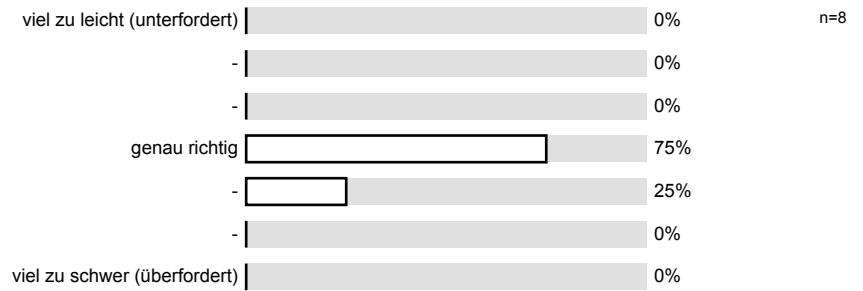 viel zu leicht (unterfordert) 0% n=8
- 0%
- 0%
genau richtig 75%
- 25%
- 0%
viel zu schwer (überfordert) 0%